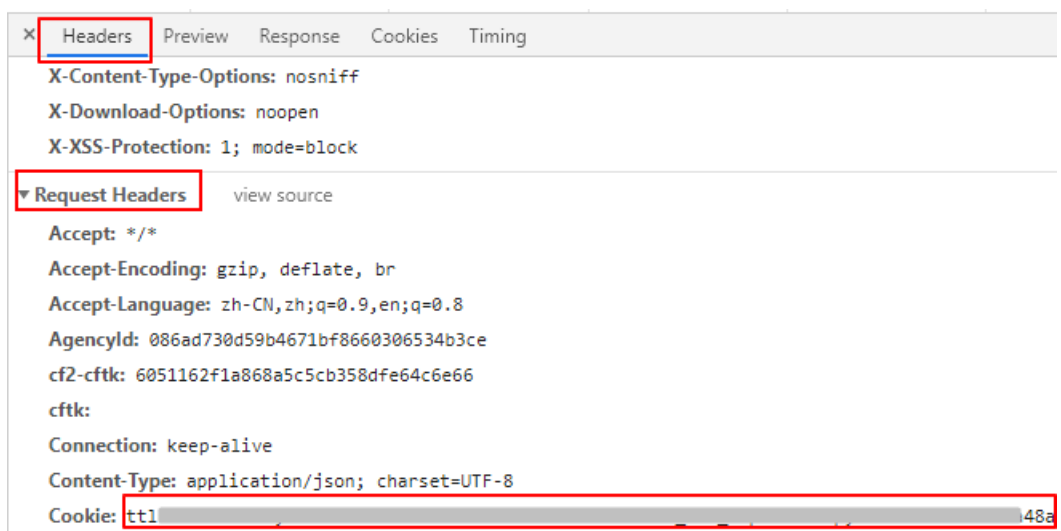 × Headers Preview Response Cookies Timing
X-Content-Type-Options: nosniff
X-Download-Options: noopen
X-XSS-Protection: 1; mode=block
▼ Request Headers view source
Accept: */*
Accept-Encoding: gzip, deflate, br
Accept-Language: zh-CN,zh;q=0.9,en;q=0.8
AgencyId: 086ad730d59b4671bf8660306534b3ce
cf2-cftk: 6051162f1a868a5c5cb358dfe64c6e66
cftk:
Connection: keep-alive
Content-Type: application/json; charset=UTF-8
Cookie: ttl 48a